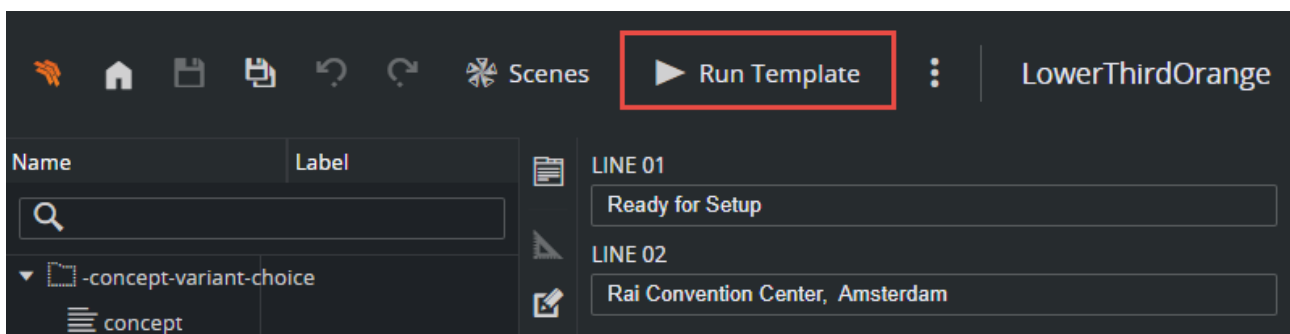 Scenes Run Template LowerThirdOrange
Name Label
LINE 01
Ready for Setup
LINE 02
-concept-variant-choice
Rai Convention Center, Amsterdam
concept